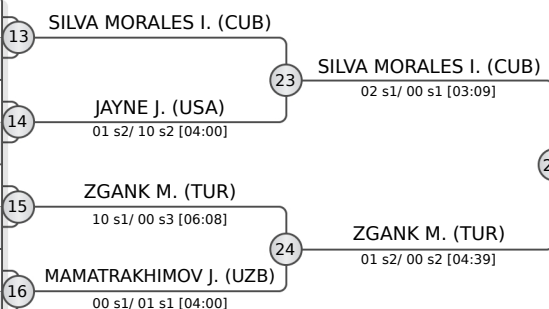 SILVA MORALES I. (CUB)
13
23
SILVA MORALES I. (CUB)
02 s1/ 00 s1 [03:09]
JAYNE J. (USA)
14
01 s2/ 10 s2 [04:00]
ZGANK M. (TUR)
15
10 s1/ 00 s3 [06:08]
24
ZGANK M. (TUR)
01 s2/ 00 s2 [04:39]
MAMATRAKHIMOV J. (UZB)
16
00 s1/ 01 s1 [04:00]